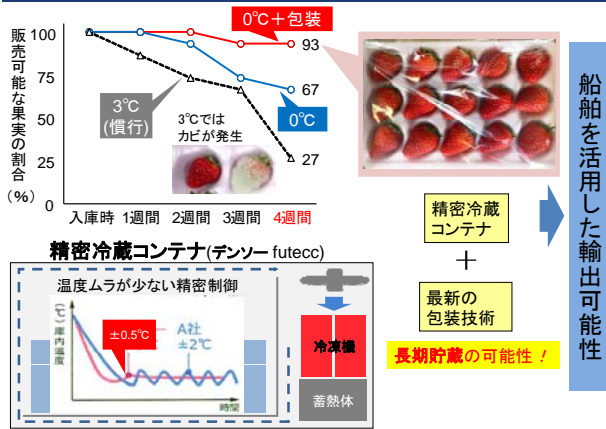 販売可能な果実の割合
(%)
100
75
50
25
0
入庫時 1週間 2週間 3週間 4週間
0℃＋包装
93
67
27
0℃
3℃
(慣行)
3℃では
カビが発生
精密冷蔵
コンテナ
＋
最新の
包装技術
長期貯蔵の可能性！
船舶を活用した輸出可能性
精密冷蔵コンテナ(デンソー futecc)
温度ムラが少ない精密制御
(℃)
庫内温度
±0.5℃
A社
±2℃
時間
冷凍機
蓄熱体